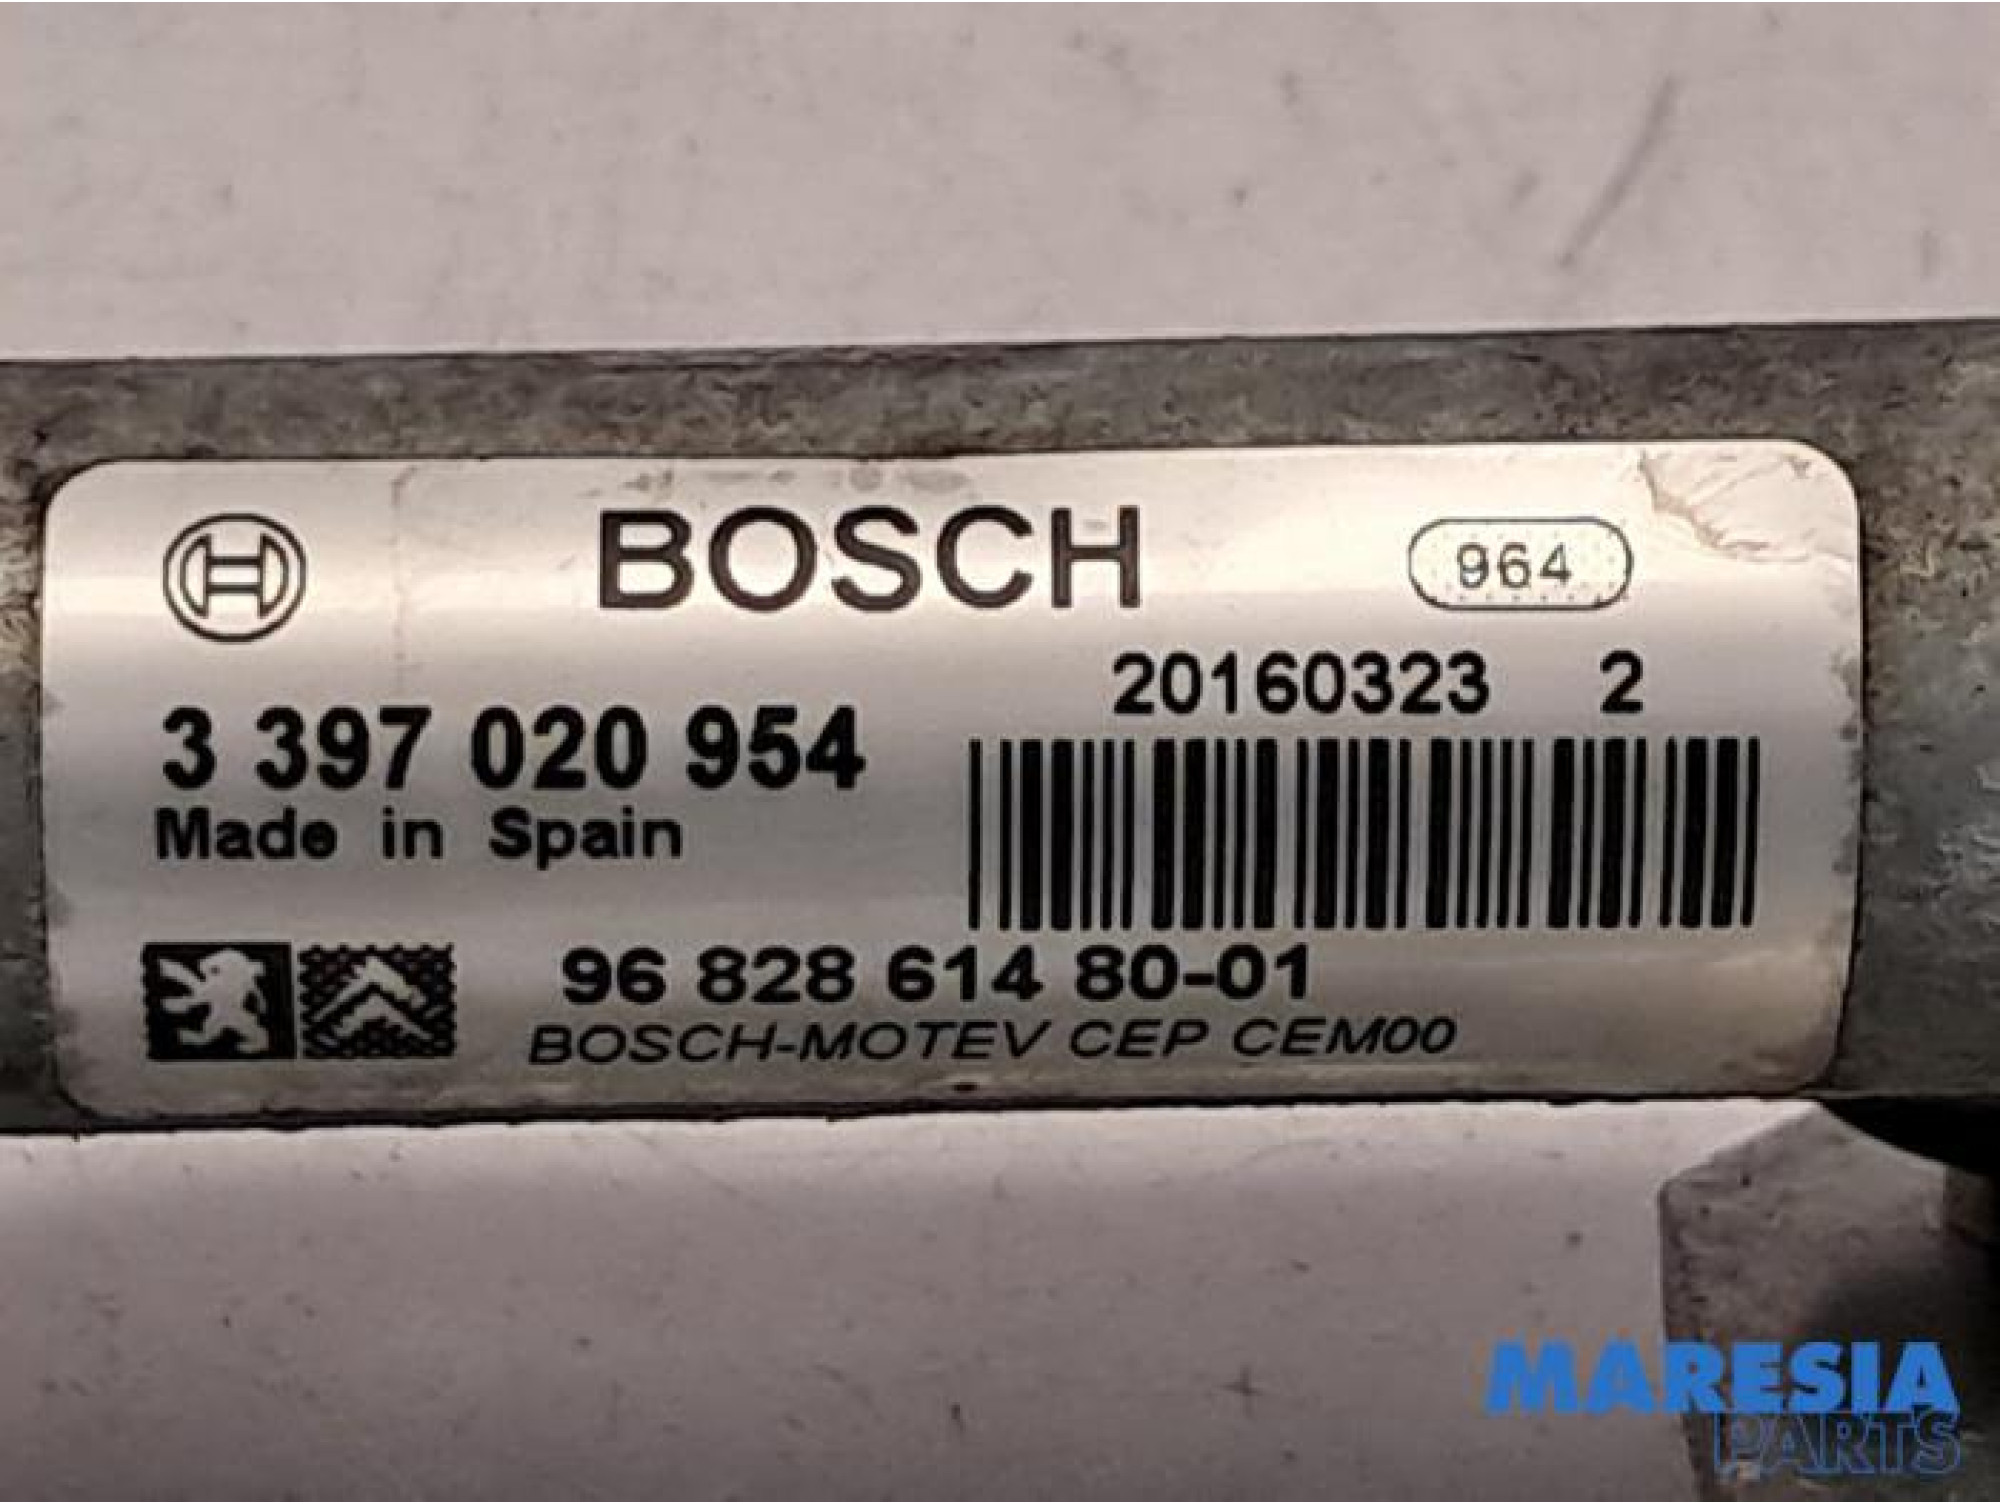 BOSCH 964
20160323 2
3 397 020 954
Made in Spain
96 828 614 80-01
BOSCH-MOTEV CEP CEM00
MARESIA
PARTS